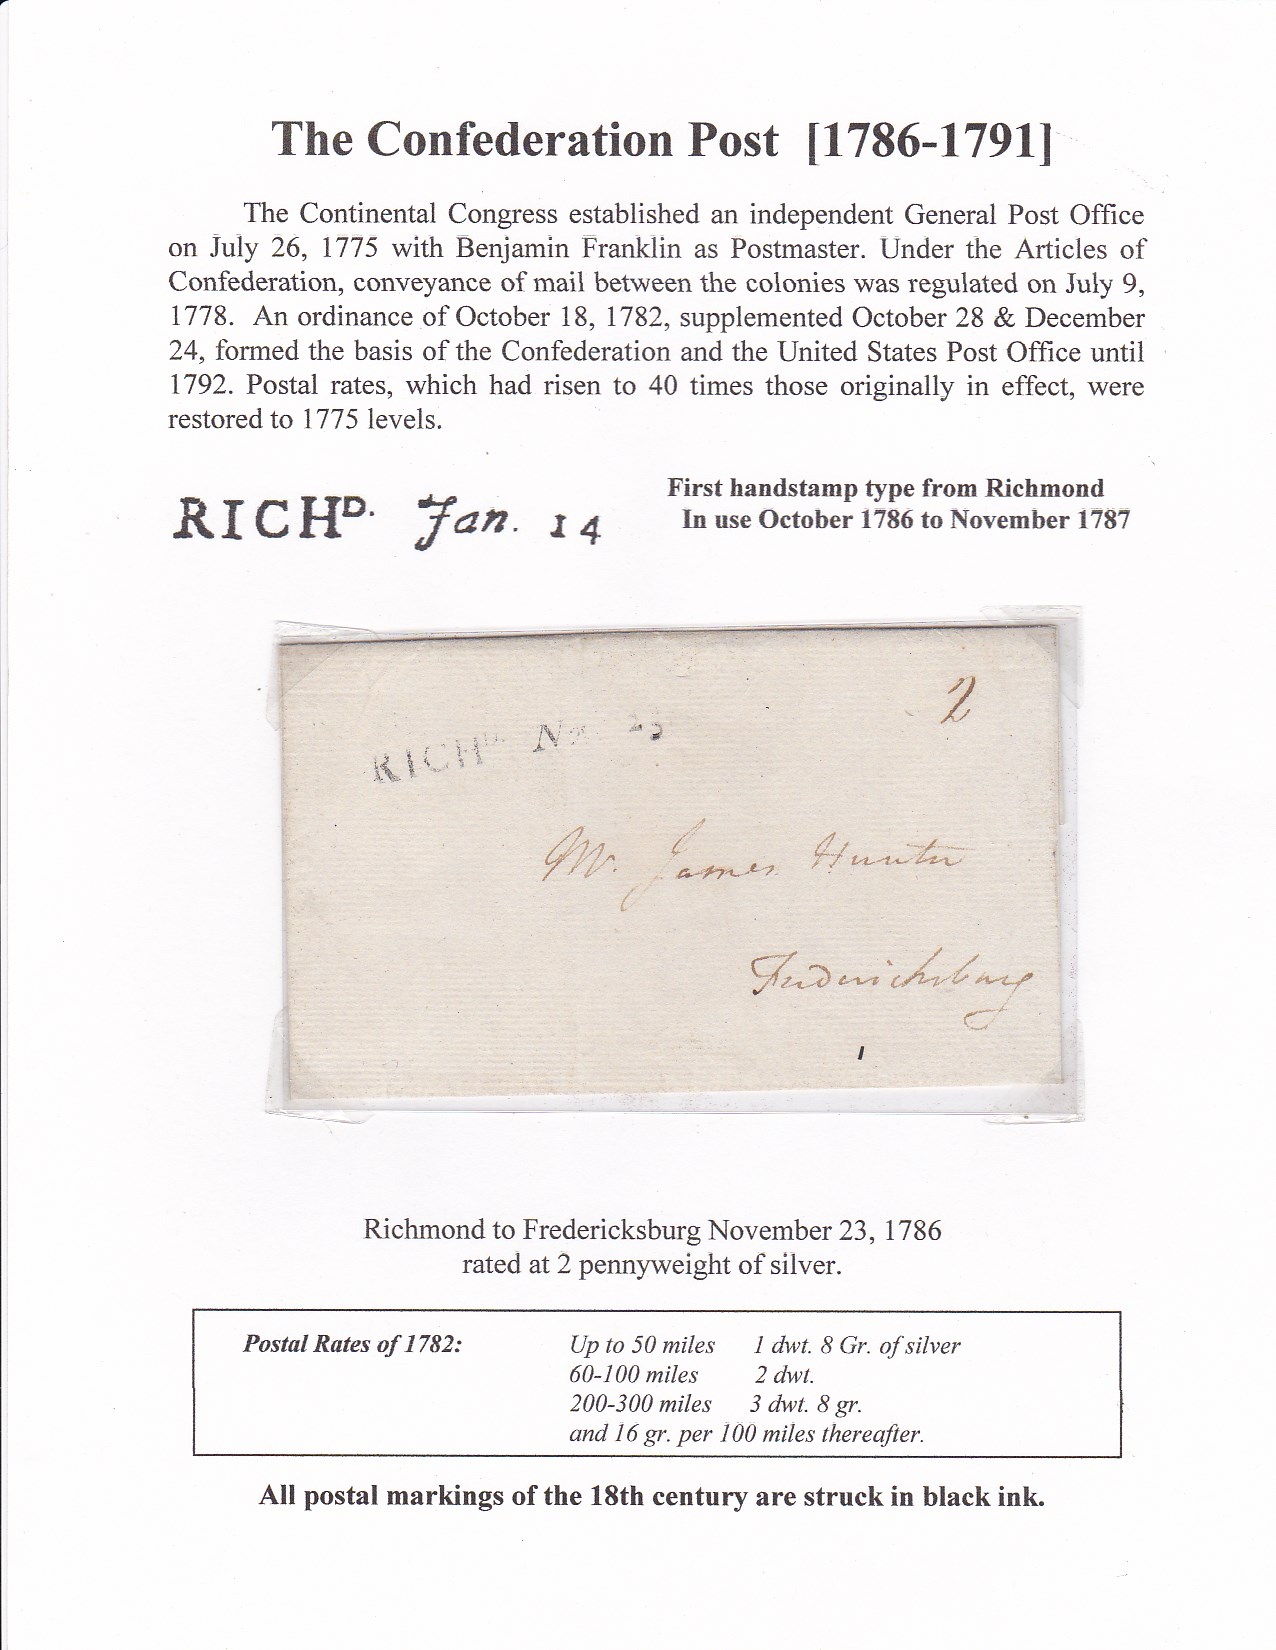 The Confederation Post [1786-1791]
The Continental Congress established an independent General Post Office
on July 26, 1775 with Benjamin Franklin as Postmaster. Under the Articles of
Confederation, conveyance of mail between the colonies was regulated on July 9,
1778. An ordinance of October 18, 1782, supplemented October 28 & December
24, formed the basis of the Confederation and the United States Post Office until
1792. Postal rates, which had risen to 40 times those originally in effect, were
restored to 1775 levels.
RICHD. Jan. 14
First handstamp type from Richmond
In use October 1786 to November 1787
2
RICHD. 23
Mr. James Hunter
Fredericksburg
Richmond to Fredericksburg November 23, 1786
rated at 2 pennyweight of silver.
Postal Rates of 1782: Up to 50 miles 1 dwt. 8 Gr. of silver
60-100 miles 2 dwt.
200-300 miles 3 dwt. 8 gr.
and 16 gr. per 100 miles thereafter.
All postal markings of the 18th century are struck in black ink.